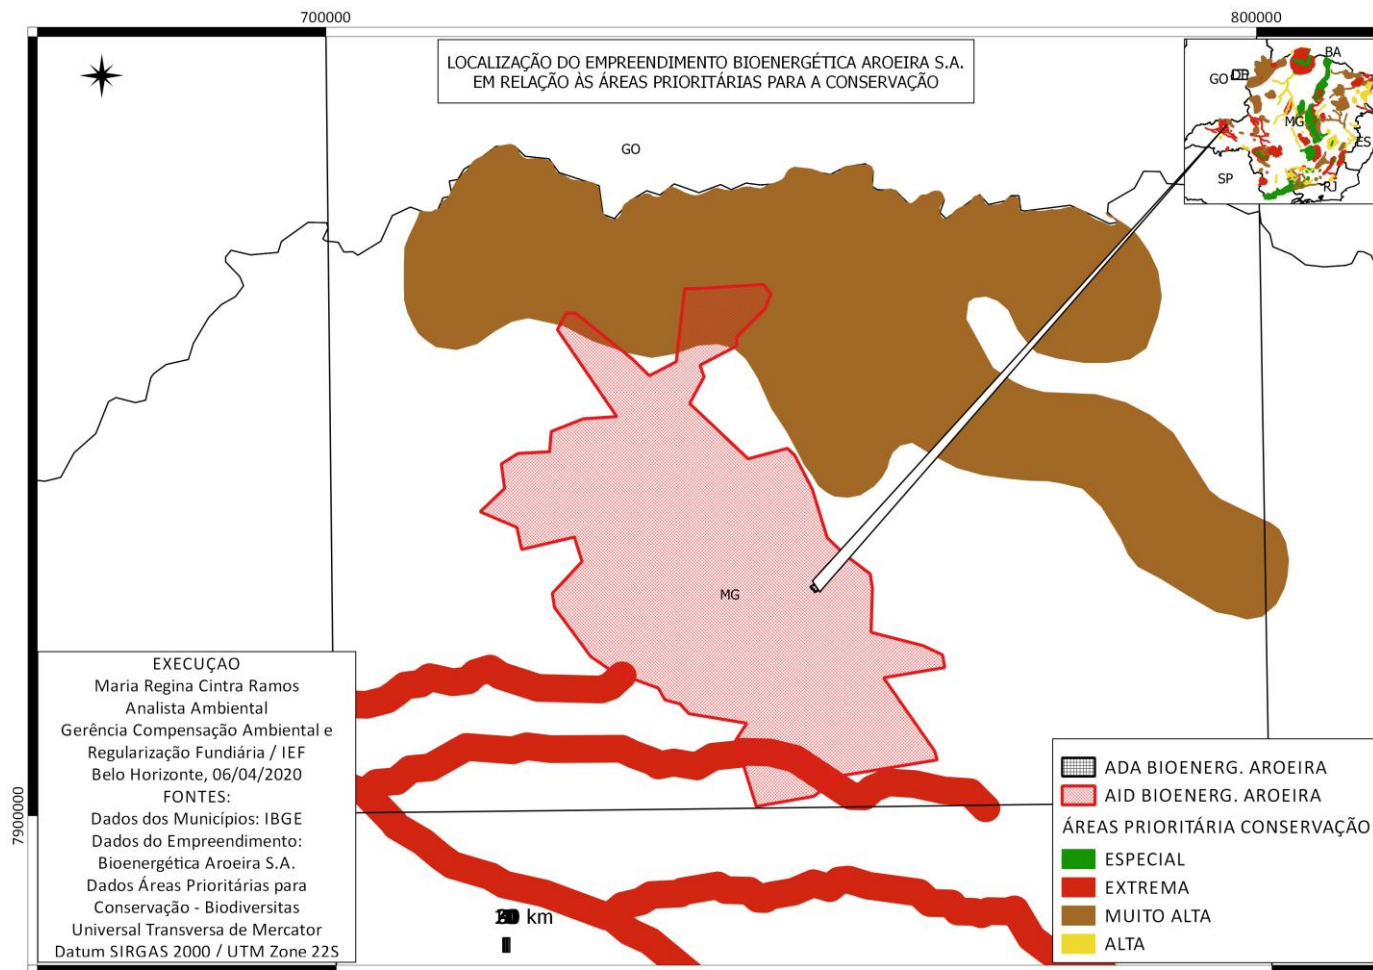 700000
800000
LOCALIZAÇÃO DO EMPREENDIMENTO BIOENERGÉTICA AROEIRA S.A.
EM RELAÇÃO ÀS ÁREAS PRIORITÁRIAS PARA A CONSERVAÇÃO
BA
GO
MG
ES
SP
RJ
GO
MG
EXECUÇAO
Maria Regina Cintra Ramos
Analista Ambiental
Gerência Compensação Ambiental e
Regularização Fundiária / IEF
Belo Horizonte, 06/04/2020
FONTES:
Dados dos Municípios: IBGE
Dados do Empreendimento:
Bioenergética Aroeira S.A.
Dados Áreas Prioritárias para
Conservação - Biodiversitas
Universal Transversa de Mercator
Datum SIRGAS 2000 / UTM Zone 22S
7900000
km
ADA BIOENERG. AROEIRA
AID BIOENERG. AROEIRA
ÁREAS PRIORITÁRIA CONSERVAÇÃO
ESPECIAL
EXTREMA
MUITO ALTA
ALTA